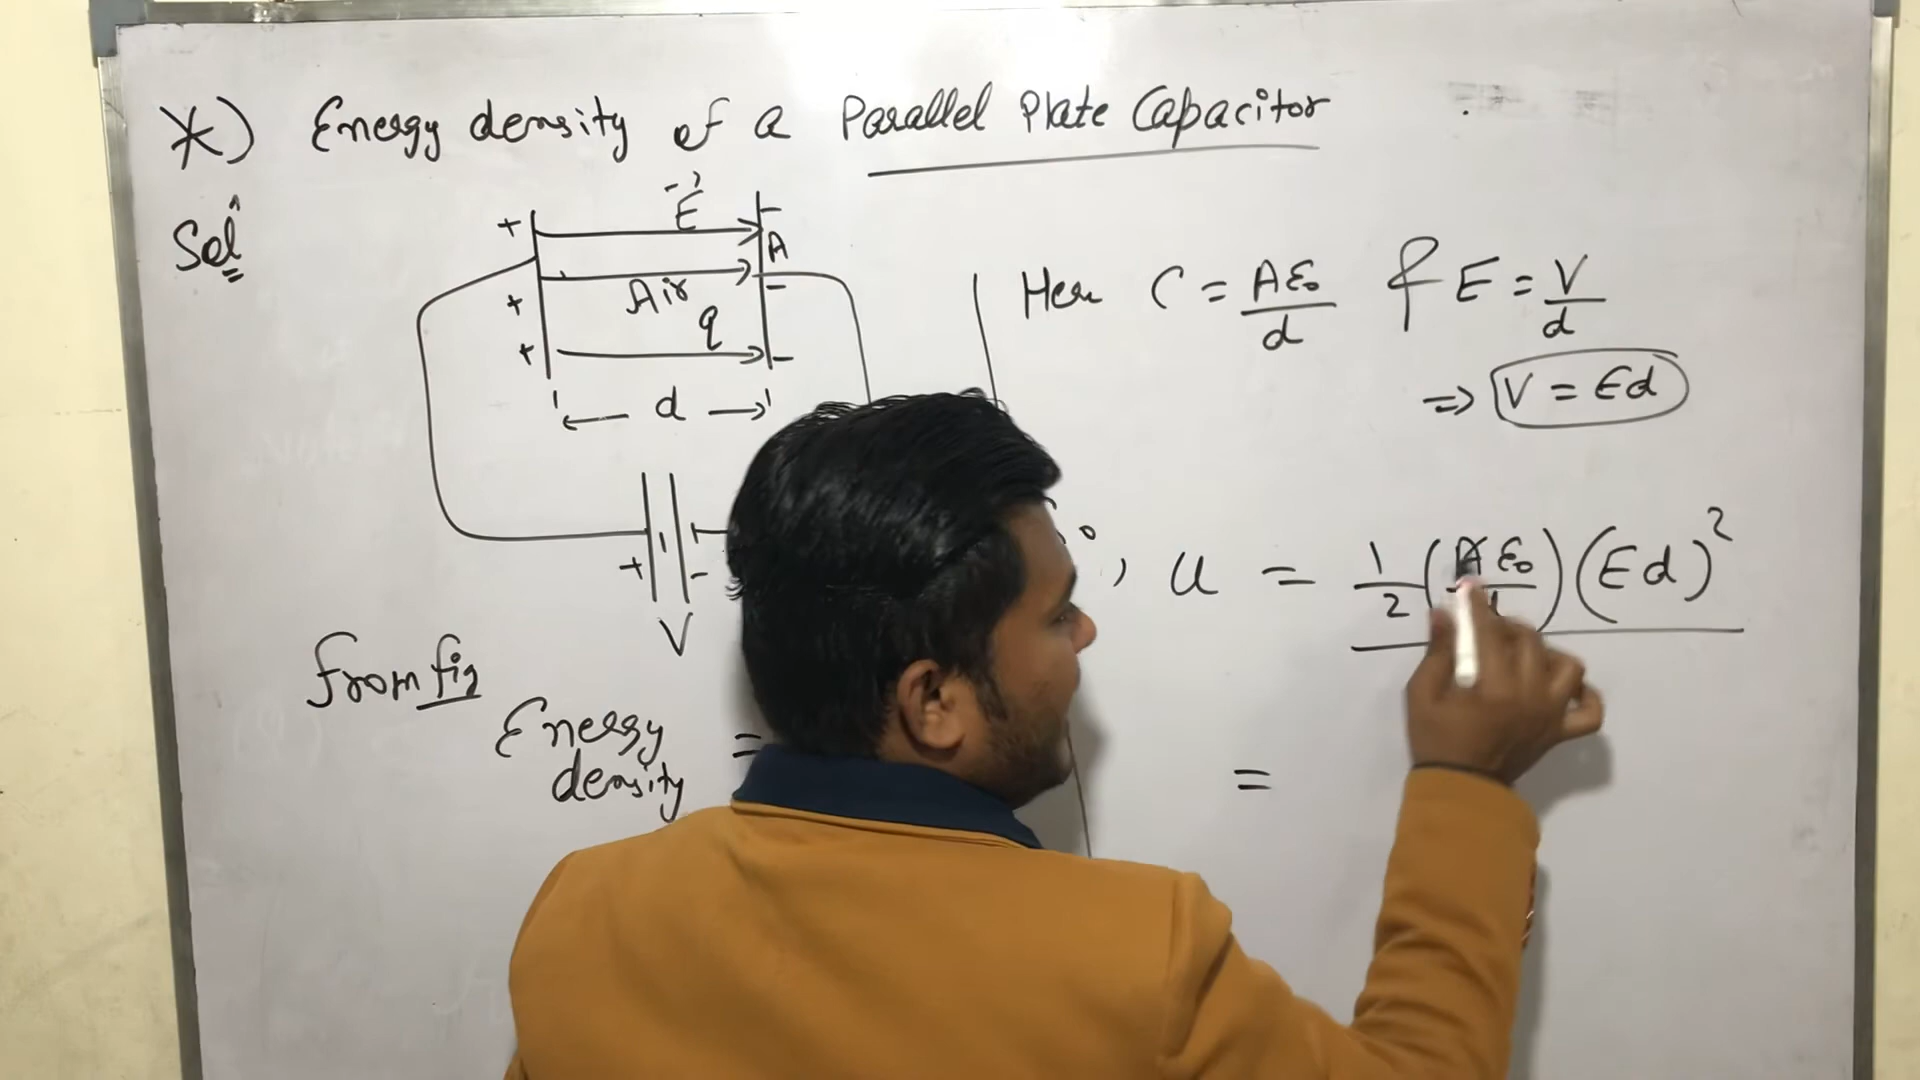 *) Energy density of a Parallel Plate Capacitor
Solⁿ
+ E⃗ -
A
+ Air -
q
+ -
← d →
+ -
V
from fig
Energy density =
Here C = Aε₀/d & E = V/d
⇒ V = Ed
, U = 1/2 (Aε₀/d) (Ed)²
=